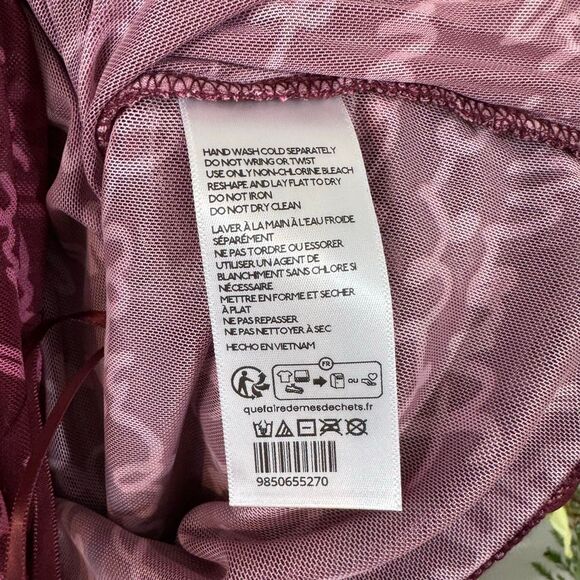 HAND WASH COLD SEPARATELY
DO NOT WRING OR TWIST
USE ONLY NON-CHLORINE BLEACH
RESHAPE AND LAY FLAT TO DRY
DO NOT IRON
DO NOT DRY CLEAN
LAVER À LA MAIN À L'EAU FROIDE
SÉPARÉMENT
NE PAS TORDRE OU ESSORER
UTILISER UN AGENT DE
BLANCHIMENT SANS CHLORE SI
NÉCESSAIRE
METTRE EN FORME ET SECHER
À PLAT
NE PAS REPASSER
NE PAS NETTOYER À SEC
HECHO EN VIETNAM
FR
OU
quefairedemesdechets.fr
9850655270